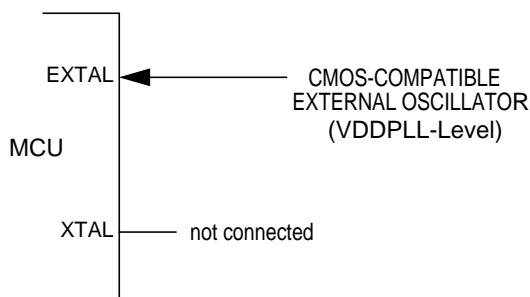 EXTAL
CMOS-COMPATIBLE
EXTERNAL OSCILLATOR
(VDDPLL-Level)
MCU
XTAL
not connected